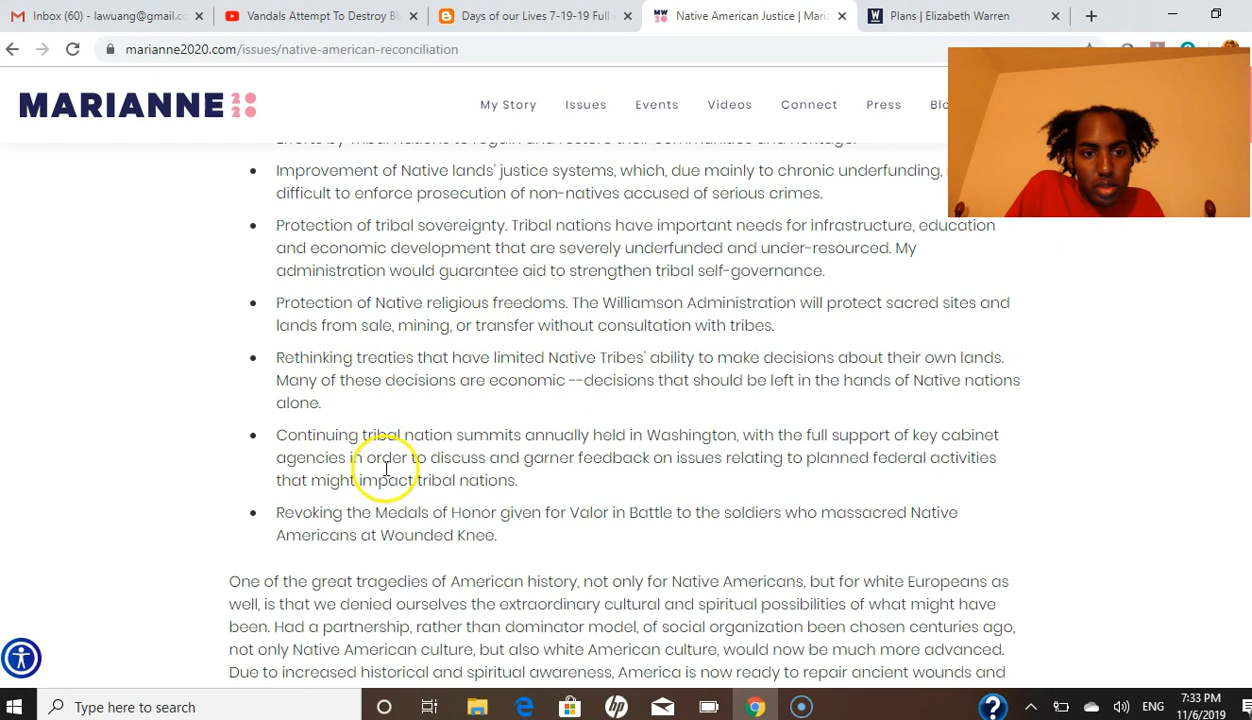 Inbox (60) - lawuang@gmail.c
Vandals Attempt To Destroy Bl
Days of our Lives 7-19-19 Full
Native American Justice | Maria
Plans | Elizabeth Warren
marianne2020.com/issues/native-american-reconciliation
MARIANNE 2020
My Story Issues Events Videos Connect Press Blo
Efforts by Tribal Nations to regain and restore their communities and heritage.
Improvement of Native lands' justice systems, which, due mainly to chronic underfunding,
difficult to enforce prosecution of non-natives accused of serious crimes.
Protection of tribal sovereignty. Tribal nations have important needs for infrastructure, education
and economic development that are severely underfunded and under-resourced. My
administration would guarantee aid to strengthen tribal self-governance.
Protection of Native religious freedoms. The Williamson Administration will protect sacred sites and
lands from sale, mining, or transfer without consultation with tribes.
Rethinking treaties that have limited Native Tribes' ability to make decisions about their own lands.
Many of these decisions are economic --decisions that should be left in the hands of Native nations
alone.
Continuing tribal nation summits annually held in Washington, with the full support of key cabinet
agencies in order to discuss and garner feedback on issues relating to planned federal activities
that might impact tribal nations.
Revoking the Medals of Honor given for Valor in Battle to the soldiers who massacred Native
Americans at Wounded Knee.
One of the great tragedies of American history, not only for Native Americans, but for white Europeans as
well, is that we denied ourselves the extraordinary cultural and spiritual possibilities of what might have
been. Had a partnership, rather than dominator model, of social organization been chosen centuries ago,
not only Native American culture, but also white American culture, would now be much more advanced.
Due to increased historical and spiritual awareness, America is now ready to repair ancient wounds and
Type here to search
ENG
7:33 PM
11/6/2019